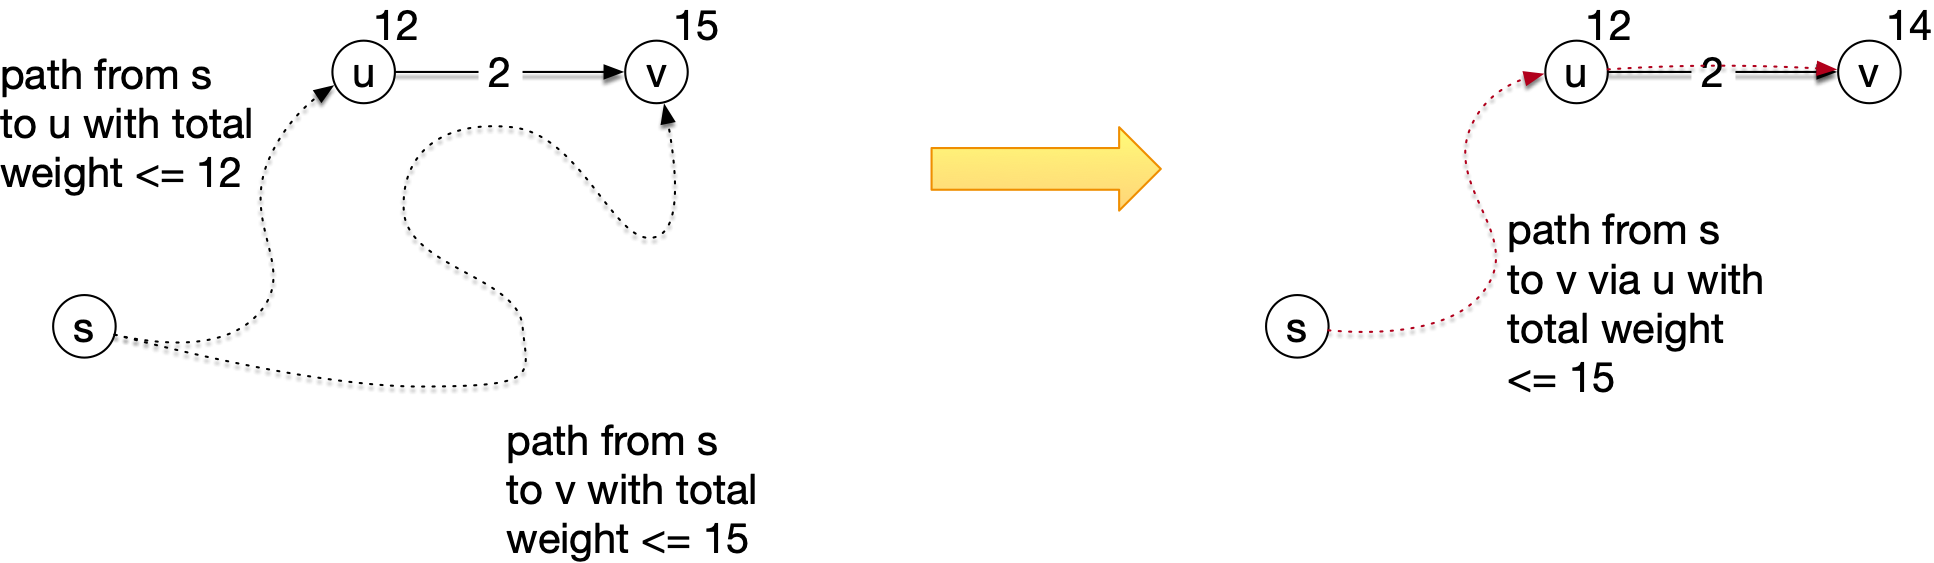 12
15
u
2
v
path from s
to u with total
weight <= 12
s
path from s
to v with total
weight <= 15
12
14
u
2
v
path from s
to v via u with
total weight
<= 15
s